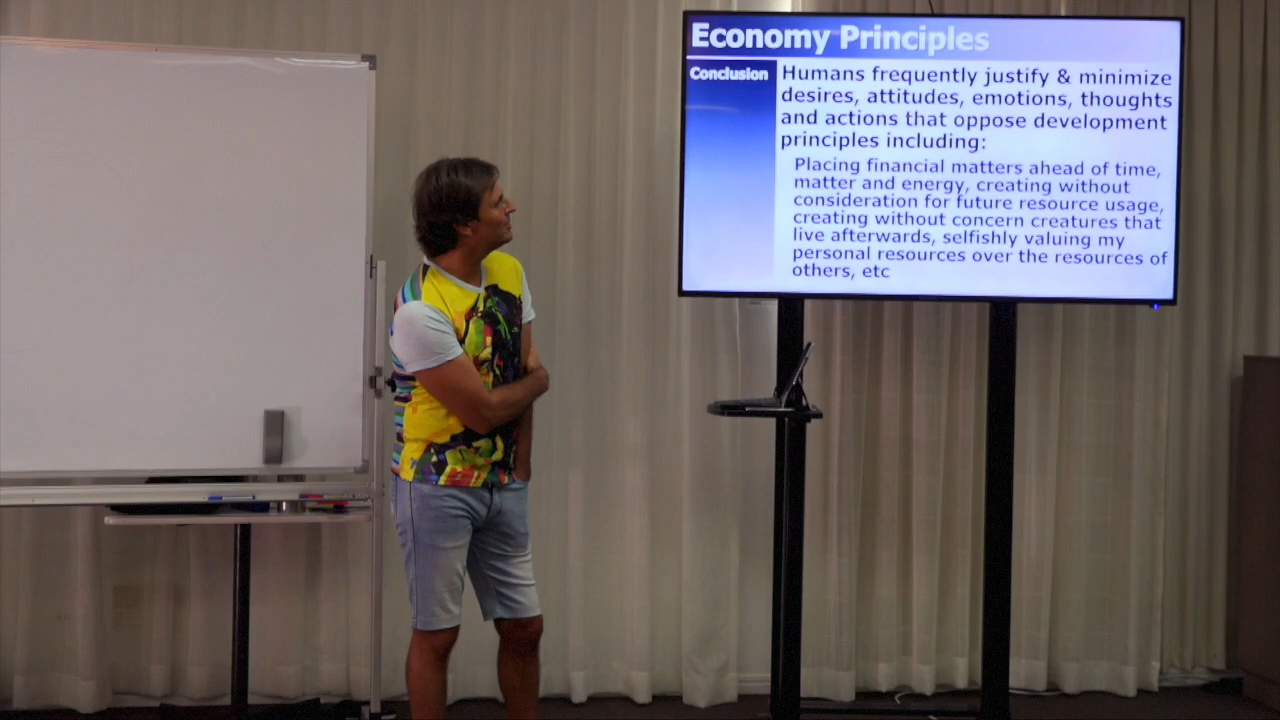 Economy Principles
Conclusion
Humans frequently justify & minimize
desires, attitudes, emotions, thoughts
and actions that oppose development
principles including:
Placing financial matters ahead of time,
matter and energy, creating without
consideration for future resource usage,
creating without concern creatures that
live afterwards, selfishly valuing my
personal resources over the resources of
others, etc